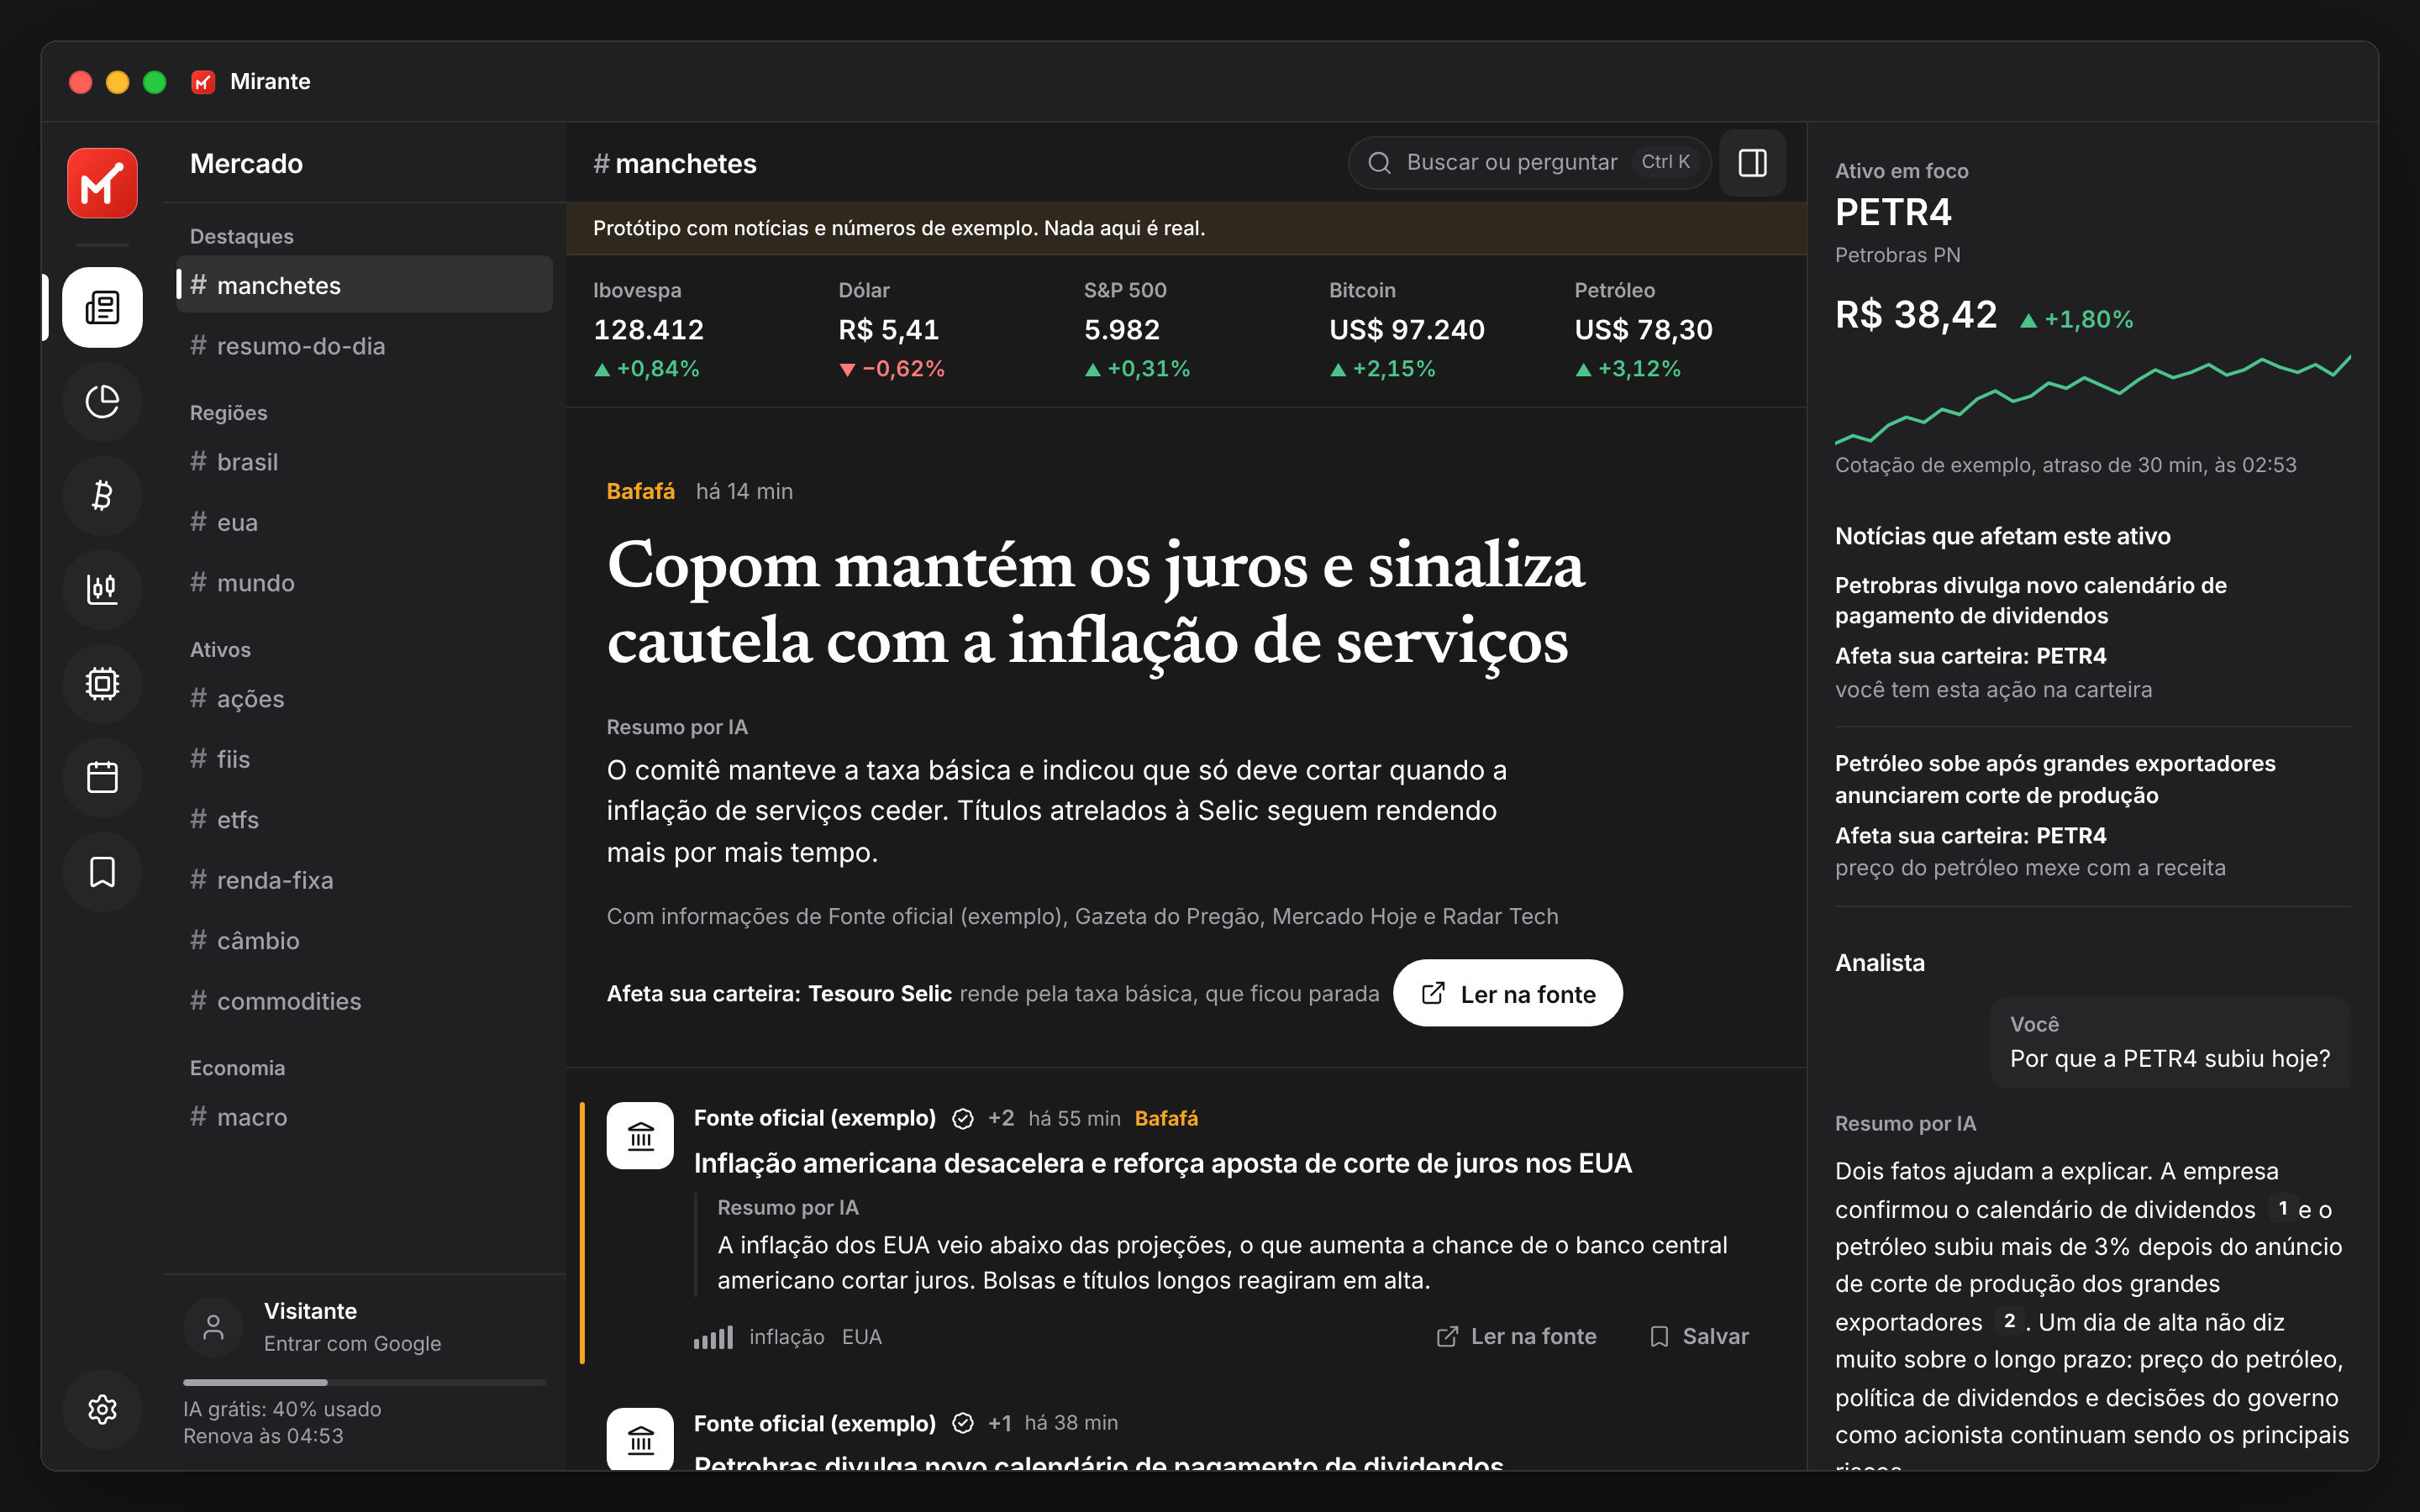 Mirante
Mercado
Destaques
# manchetes
# resumo-do-dia
Regiões
# brasil
# eua
# mundo
Ativos
# ações
# fiis
# etfs
# renda-fixa
# câmbio
# commodities
Economia
# macro
Visitante
Entrar com Google
IA grátis: 40% usado
Renova às 04:53
# manchetes
Buscar ou perguntar Ctrl K
Protótipo com notícias e números de exemplo. Nada aqui é real.
Ibovespa
128.412
▲ +0,84%
Dólar
R$ 5,41
▼ −0,62%
S&P 500
5.982
▲ +0,31%
Bitcoin
US$ 97.240
▲ +2,15%
Petróleo
US$ 78,30
▲ +3,12%
Bafafá há 14 min
Copom mantém os juros e sinaliza
cautela com a inflação de serviços
Resumo por IA
O comitê manteve a taxa básica e indicou que só deve cortar quando a
inflação de serviços ceder. Títulos atrelados à Selic seguem rendendo
mais por mais tempo.
Com informações de Fonte oficial (exemplo), Gazeta do Pregão, Mercado Hoje e Radar Tech
Afeta sua carteira: Tesouro Selic rende pela taxa básica, que ficou parada
Ler na fonte
Fonte oficial (exemplo) +2 há 55 min Bafafá
Inflação americana desacelera e reforça aposta de corte de juros nos EUA
Resumo por IA
A inflação dos EUA veio abaixo das projeções, o que aumenta a chance de o banco central
americano cortar juros. Bolsas e títulos longos reagiram em alta.
inflação EUA
Ler na fonte
Salvar
Fonte oficial (exemplo) +1 há 38 min
Petrobras divulga novo calendário de pagamento de dividendos
Ativo em foco
PETR4
Petrobras PN
R$ 38,42 ▲ +1,80%
Cotação de exemplo, atraso de 30 min, às 02:53
Notícias que afetam este ativo
Petrobras divulga novo calendário de
pagamento de dividendos
Afeta sua carteira: PETR4
você tem esta ação na carteira
Petróleo sobe após grandes exportadores
anunciarem corte de produção
Afeta sua carteira: PETR4
preço do petróleo mexe com a receita
Analista
Você
Por que a PETR4 subiu hoje?
Resumo por IA
Dois fatos ajudam a explicar. A empresa
confirmou o calendário de dividendos 1 e o
petróleo subiu mais de 3% depois do anúncio
de corte de produção dos grandes
exportadores 2 . Um dia de alta não diz
muito sobre o longo prazo: preço do petróleo,
política de dividendos e decisões do governo
como acionista continuam sendo os principais